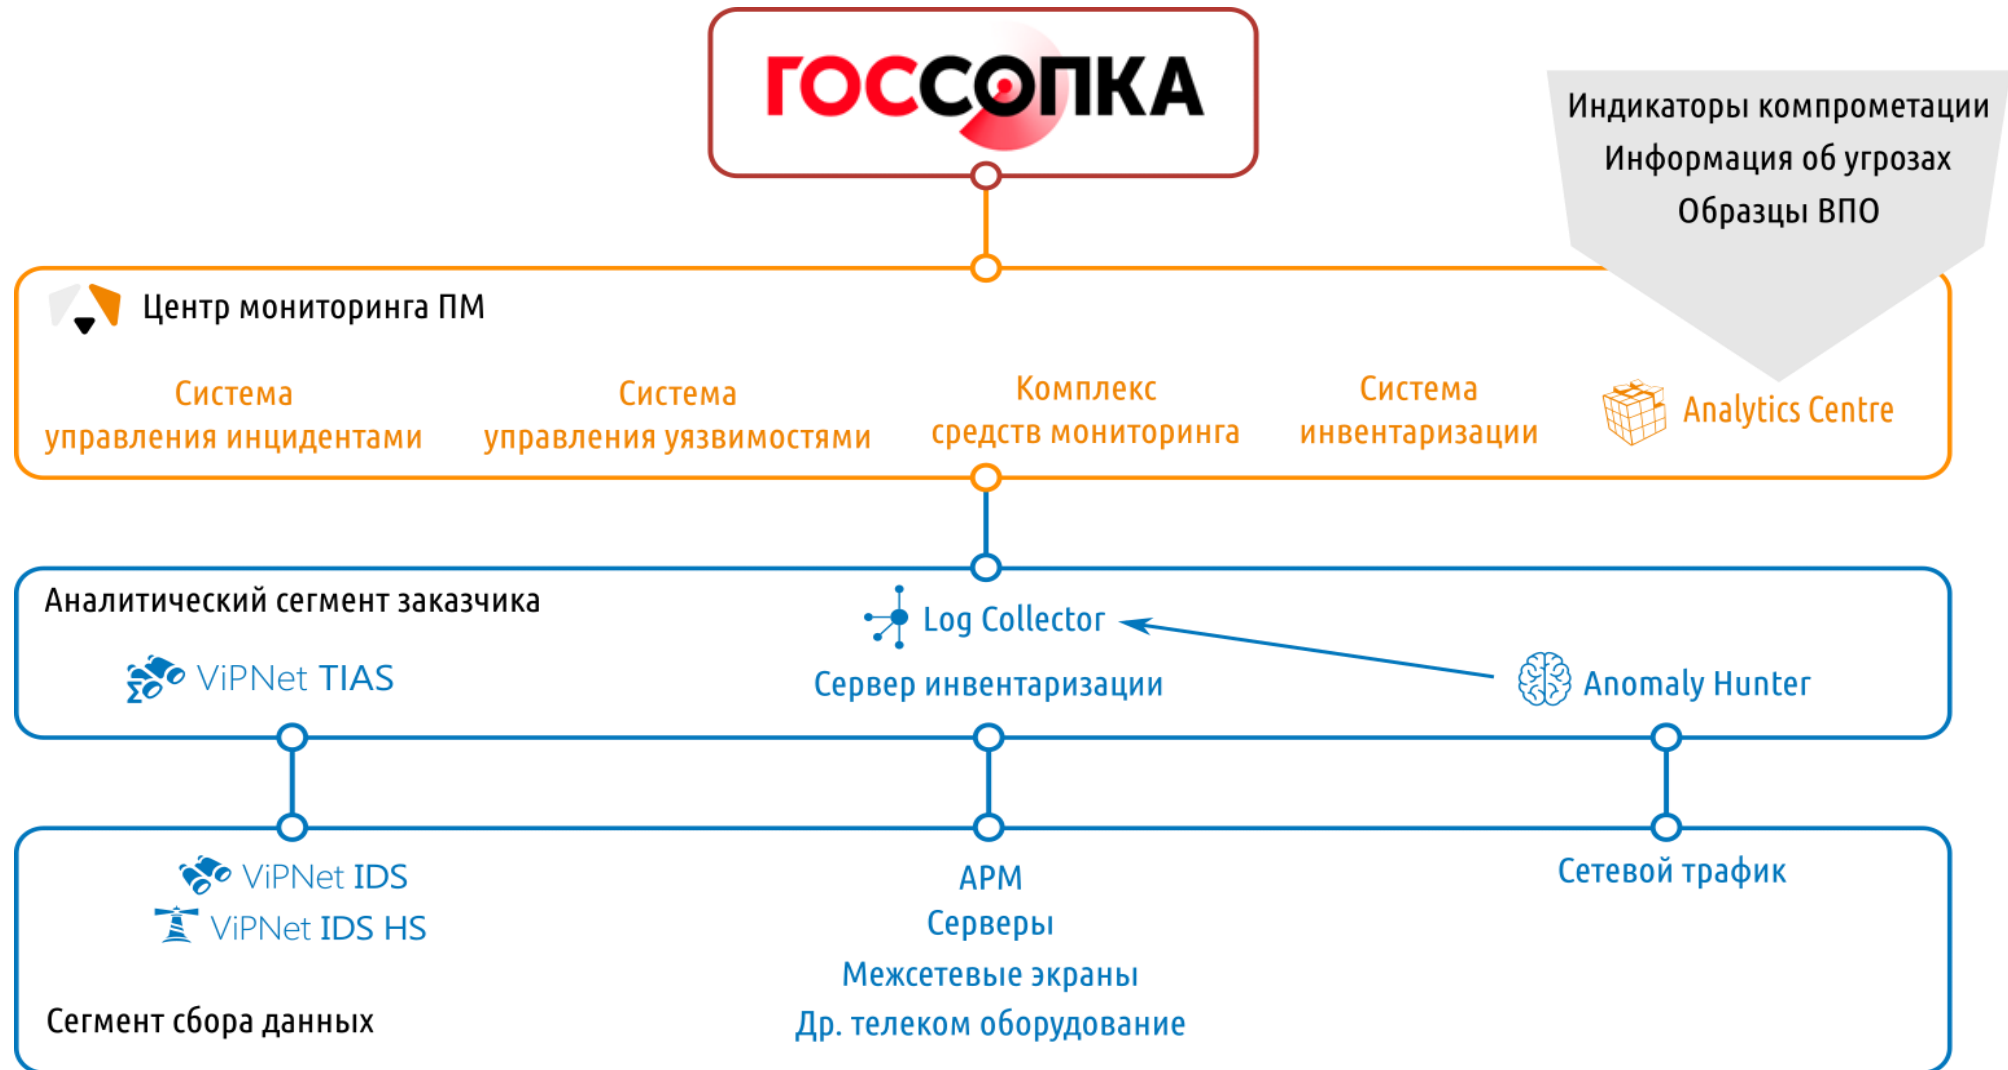 ГОССОПКА
Индикаторы компрометации
Информация об угрозах
Образцы ВПО
Центр мониторинга ПМ
Система
управления инцидентами
Система
управления уязвимостями
Комплекс
средств мониторинга
Система
инвентаризации
Analytics Centre
Аналитический сегмент заказчика
ViPNet TIAS
Log Collector
Сервер инвентаризации
Anomaly Hunter
ViPNet IDS
ViPNet IDS HS
АРМ
Серверы
Межсетевые экраны
Др. телеком оборудование
Сетевой трафик
Сегмент сбора данных